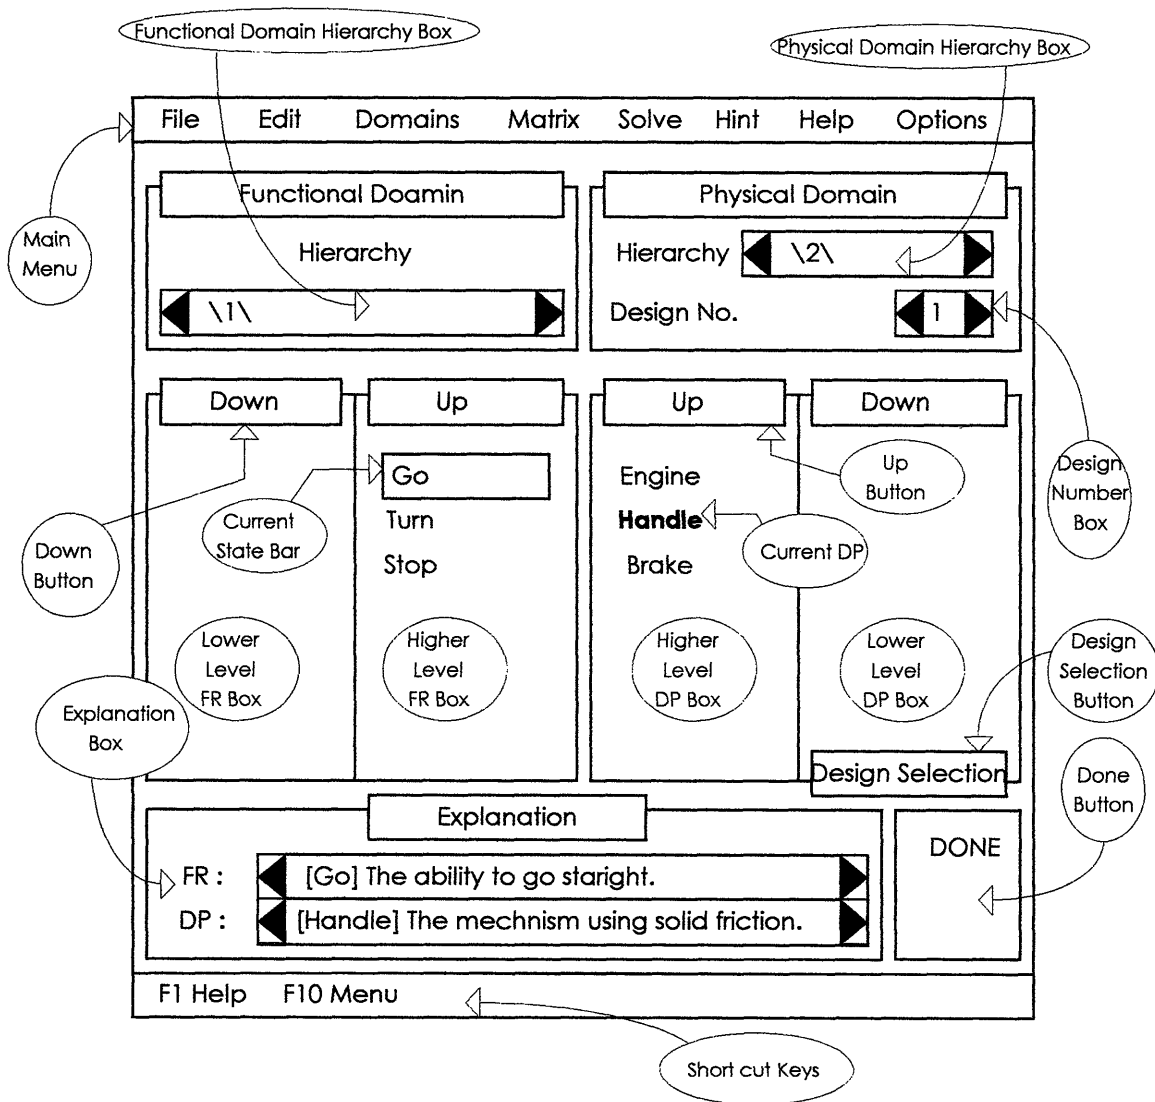 Functional Domain Hierarchy Box
Physical Domain Hierarchy Box
File Edit Domains Matrix Solve Hint Help Options
Main
Menu
Functional Doamin
Physical Domain
Hierarchy
Hierarchy \2\
\1\
Design No. 1
Down Up Up Down
Go
Turn
Stop
Engine
Handle
Brake
Current
State Bar
Up
Button
Current DP
Design
Number
Box
Down
Button
Lower
Level
FR Box
Higher
Level
FR Box
Higher
Level
DP Box
Lower
Level
DP Box
Design
Selection
Button
Explanation
Box
Design Selection
Done
Button
Explanation
DONE
FR : [Go] The ability to go staright.
DP : [Handle] The mechnism using solid friction.
F1 Help F10 Menu
Short cut Keys